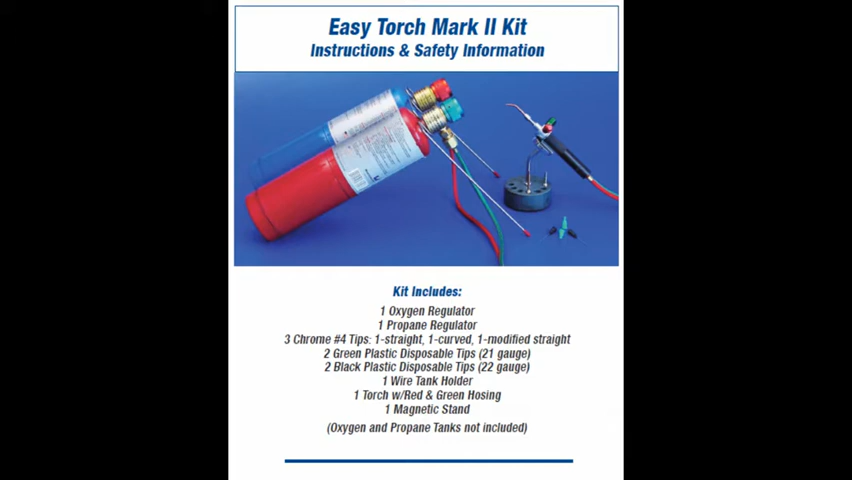 Easy Torch Mark II Kit
Instructions & Safety Information
Kit Includes:
1 Oxygen Regulator
1 Propane Regulator
3 Chrome #4 Tips: 1-straight, 1-curved, 1-modified straight
2 Green Plastic Disposable Tips (21 gauge)
2 Black Plastic Disposable Tips (22 gauge)
1 Wire Tank Holder
1 Torch w/Red & Green Hosing
1 Magnetic Stand
(Oxygen and Propane Tanks not included)